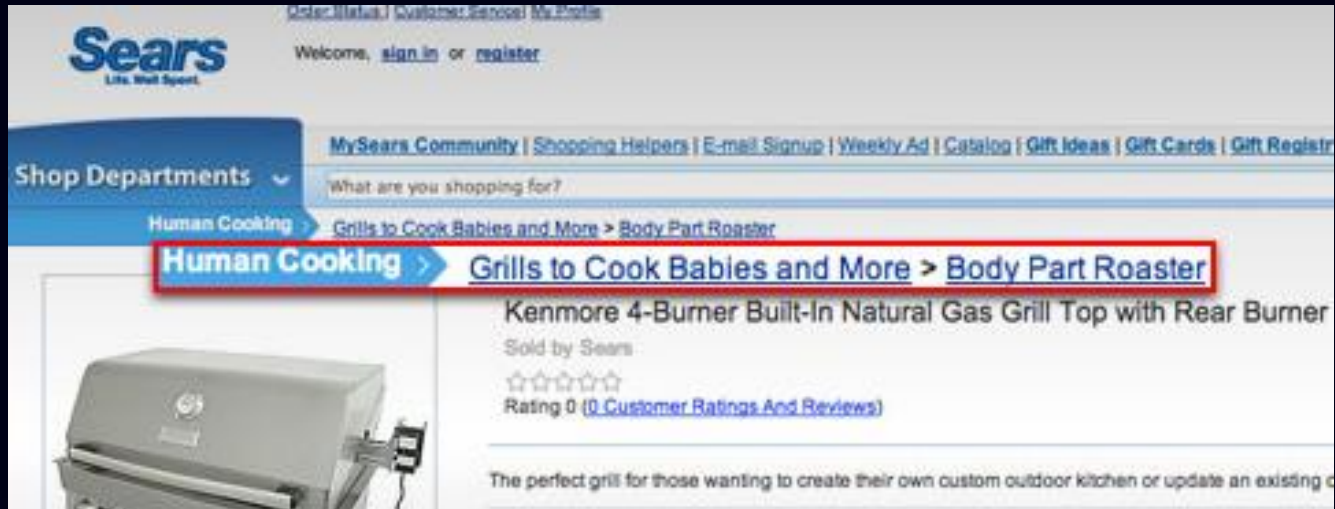 Order Status | Customer Service | My Profile
Sears
Life. Well Spent.
Welcome, sign in or register
MySears Community | Shopping Helpers | E-mail Signup | Weekly Ad | Catalog | Gift Ideas | Gift Cards | Gift Registr
Shop Departments
What are you shopping for?
Human Cooking > Grills to Cook Babies and More > Body Part Roaster
Human Cooking > Grills to Cook Babies and More > Body Part Roaster
Kenmore 4-Burner Built-In Natural Gas Grill Top with Rear Burner
Sold by Sears
Rating 0 (0 Customer Ratings And Reviews)
The perfect grill for those wanting to create their own custom outdoor kitchen or update an existing